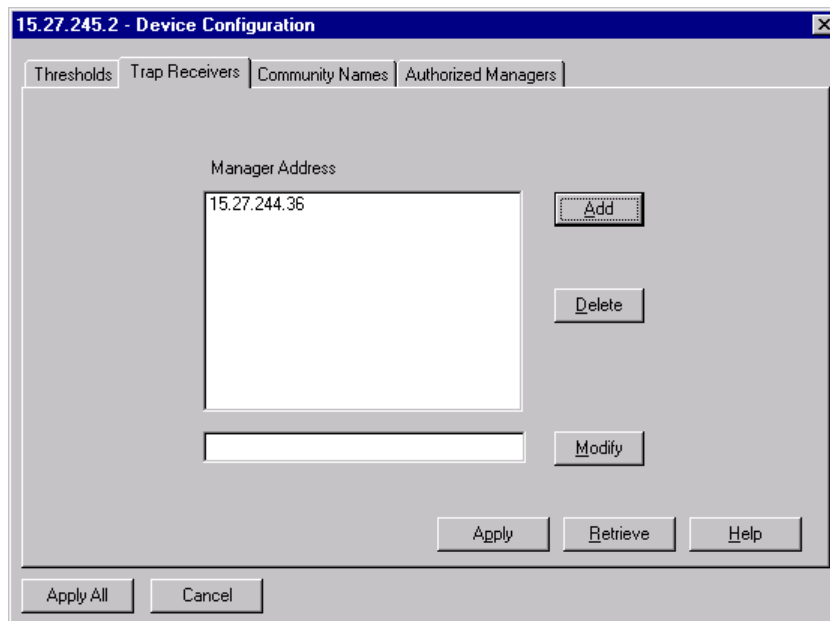 15.27.245.2 - Device Configuration
Thresholds Trap Receivers Community Names Authorized Managers
Manager Address
15.27.244.36
Add
Delete
Modify
Apply Retrieve Help
Apply All Cancel